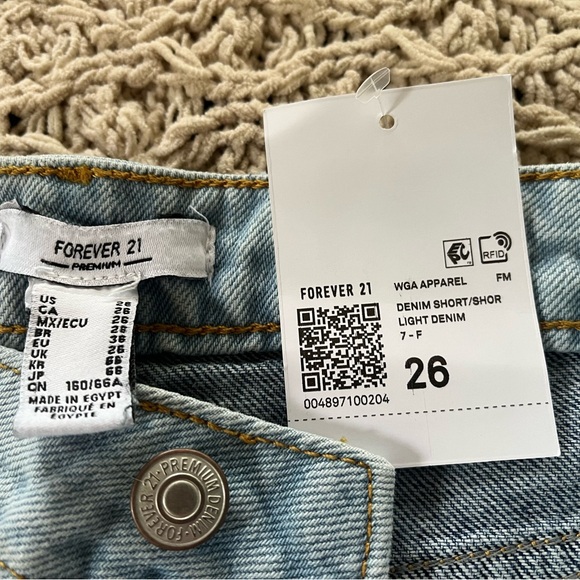 FOREVER 21
PREMIUM
US 26
CA 26
MX/ECU 26
BR 26
EU 36
UK 26
KR 66
JP 66
CN 160/66A
MADE IN EGYPT
FABRIQUÉ EN
ÉGYPTE
FOREVER 21·PREMIUM DENIM·
RFID
FOREVER 21
WGA APPAREL FM
DENIM SHORT/SHOR
LIGHT DENIM
7 - F
26
004897100204